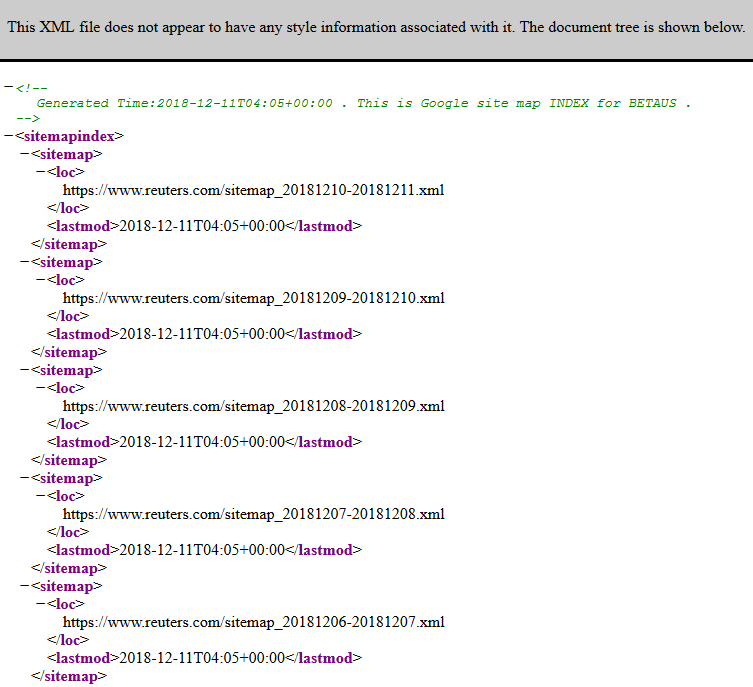 This XML file does not appear to have any style information associated with it. The document tree is shown below.
−<!--
Generated Time:2018-12-11T04:05+00:00 . This is Google site map INDEX for BETAUS .
-->
−<sitemapindex>
−<sitemap>
−<loc>
https://www.reuters.com/sitemap_20181210-20181211.xml
</loc>
<lastmod>2018-12-11T04:05+00:00</lastmod>
</sitemap>
−<sitemap>
−<loc>
https://www.reuters.com/sitemap_20181209-20181210.xml
</loc>
<lastmod>2018-12-11T04:05+00:00</lastmod>
</sitemap>
−<sitemap>
−<loc>
https://www.reuters.com/sitemap_20181208-20181209.xml
</loc>
<lastmod>2018-12-11T04:05+00:00</lastmod>
</sitemap>
−<sitemap>
−<loc>
https://www.reuters.com/sitemap_20181207-20181208.xml
</loc>
<lastmod>2018-12-11T04:05+00:00</lastmod>
</sitemap>
−<sitemap>
−<loc>
https://www.reuters.com/sitemap_20181206-20181207.xml
</loc>
<lastmod>2018-12-11T04:05+00:00</lastmod>
</sitemap>